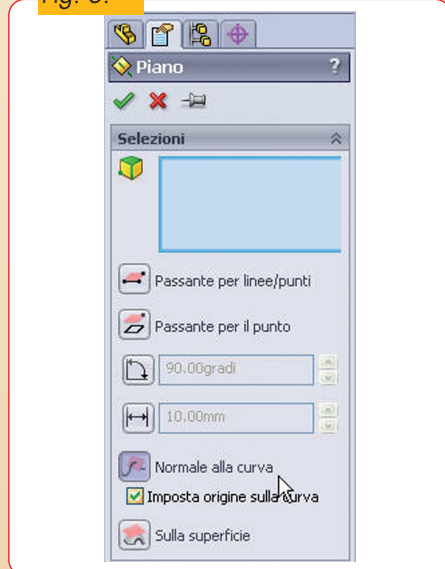 Fig. 3.
Piano
?
Selezioni
Passante per linee/punti
Passante per il punto
90.00gradi
10.00mm
Normale alla curva
Imposta origine sulla curva
Sulla superficie